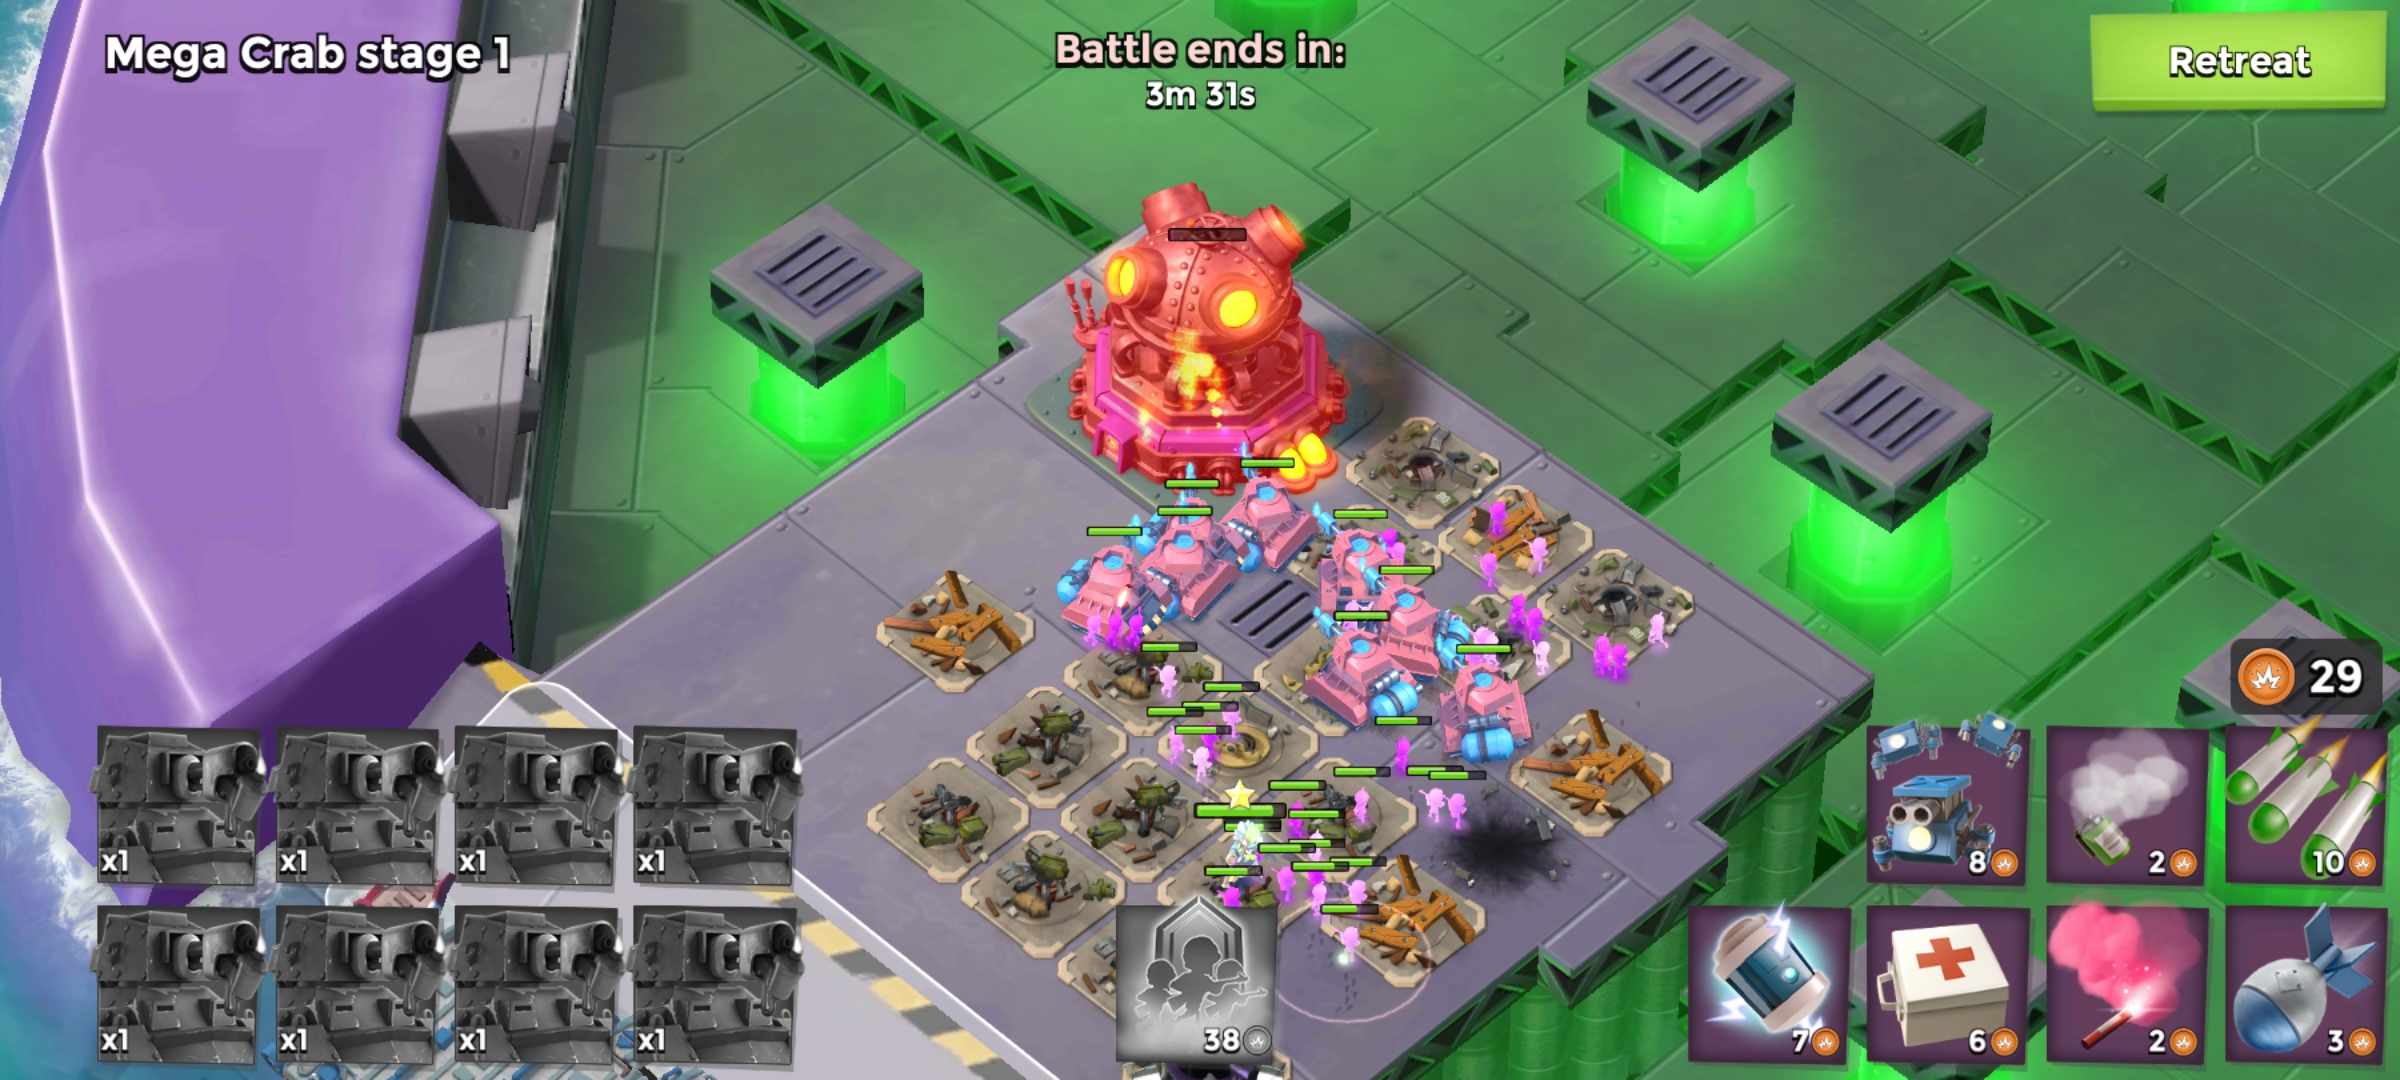 Mega Crab stage 1
Battle ends in:
3m 31s
Retreat
29
x1
x1
x1
x1
8
2
10
x1
x1
x1
x1
38
7
6
2
3